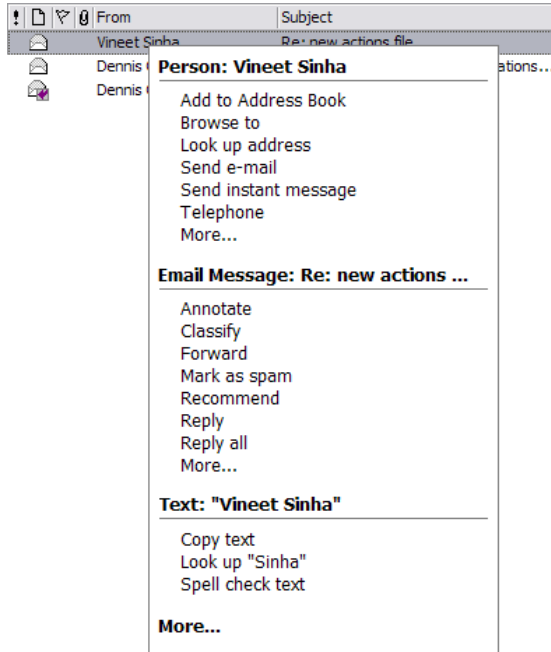 ! From Subject
Vineet Sinha Re: new actions file
Dennis ations...
Dennis
Person: Vineet Sinha
Add to Address Book
Browse to
Look up address
Send e-mail
Send instant message
Telephone
More...
Email Message: Re: new actions ...
Annotate
Classify
Forward
Mark as spam
Recommend
Reply
Reply all
More...
Text: "Vineet Sinha"
Copy text
Look up "Sinha"
Spell check text
More...